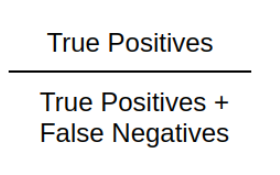 True Positives
True Positives +
False Negatives